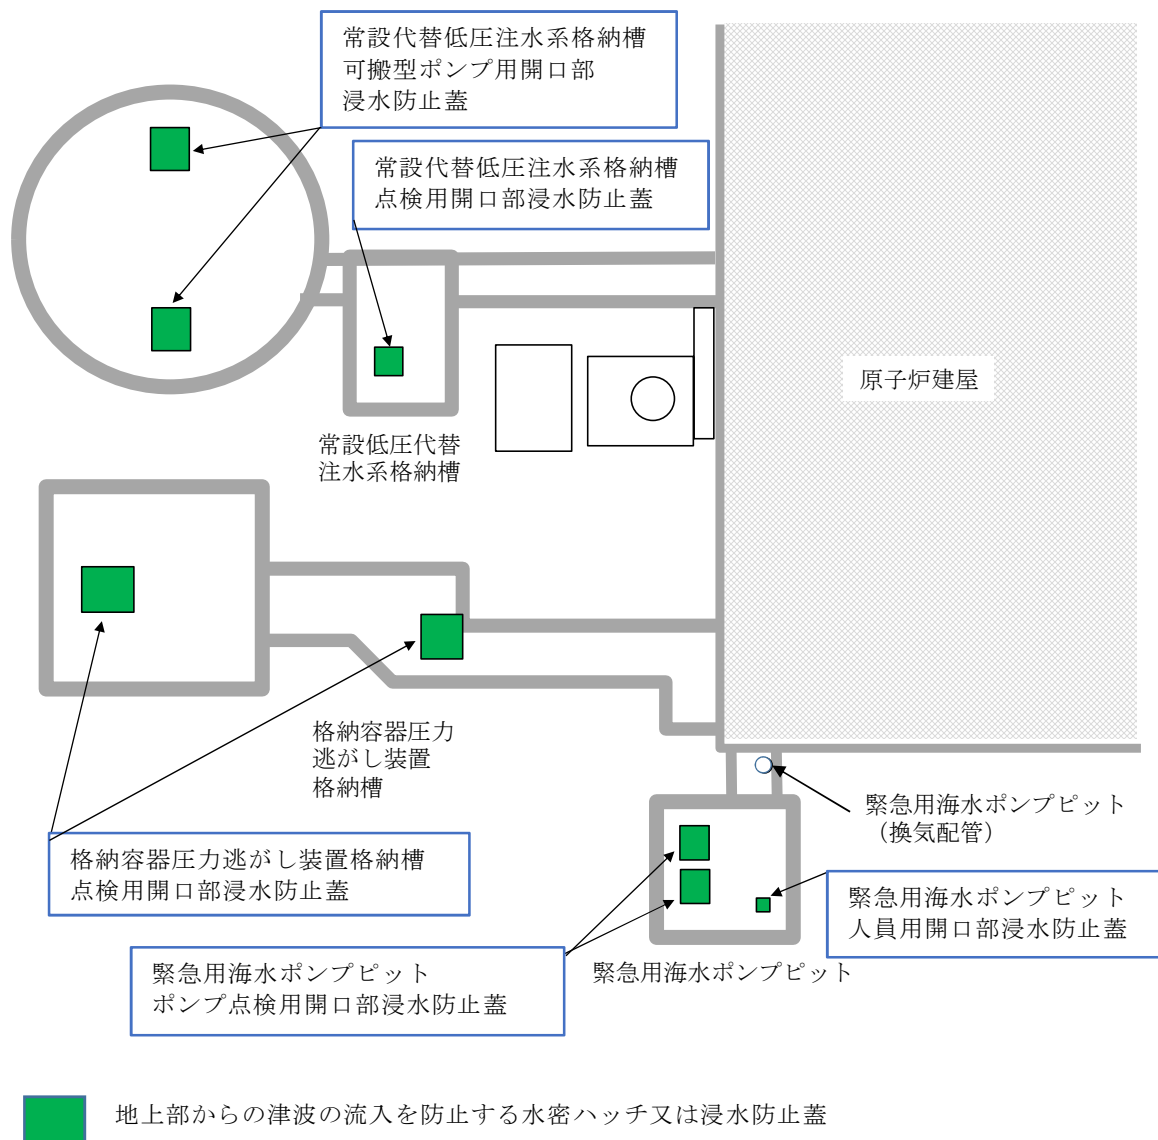 常設代替低圧注水系格納槽
可搬型ポンプ用開口部
浸水防止蓋
常設代替低圧注水系格納槽
点検用開口部浸水防止蓋
原子炉建屋
常設低圧代替
注水系格納槽
格納容器圧力
逃がし装置
格納槽
緊急用海水ポンプピット
（換気配管）
格納容器圧力逃がし装置格納槽
点検用開口部浸水防止蓋
緊急用海水ポンプピット
人員用開口部浸水防止蓋
緊急用海水ポンプピット
ポンプ点検用開口部浸水防止蓋
緊急用海水ポンプピット
地上部からの津波の流入を防止する水密ハッチ又は浸水防止蓋